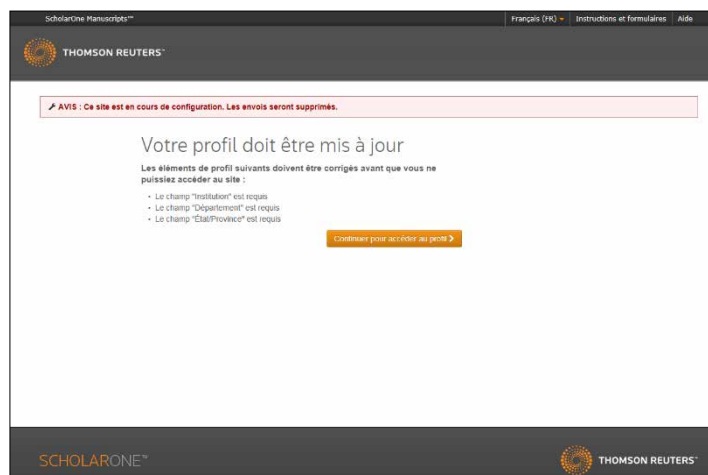 ScholarOne Manuscripts™ Français (FR) Instructions et formulaires Aide
THOMSON REUTERS™
AVIS : Ce site est en cours de configuration. Les envois seront supprimés.
Votre profil doit être mis à jour
Les éléments de profil suivants doivent être corrigés avant que vous ne
puissiez accéder au site :
• Le champ "Institution" est requis
• Le champ "Département" est requis
• Le champ "État/Province" est requis
Continuer pour accéder au profil
SCHOLARONE™ THOMSON REUTERS™